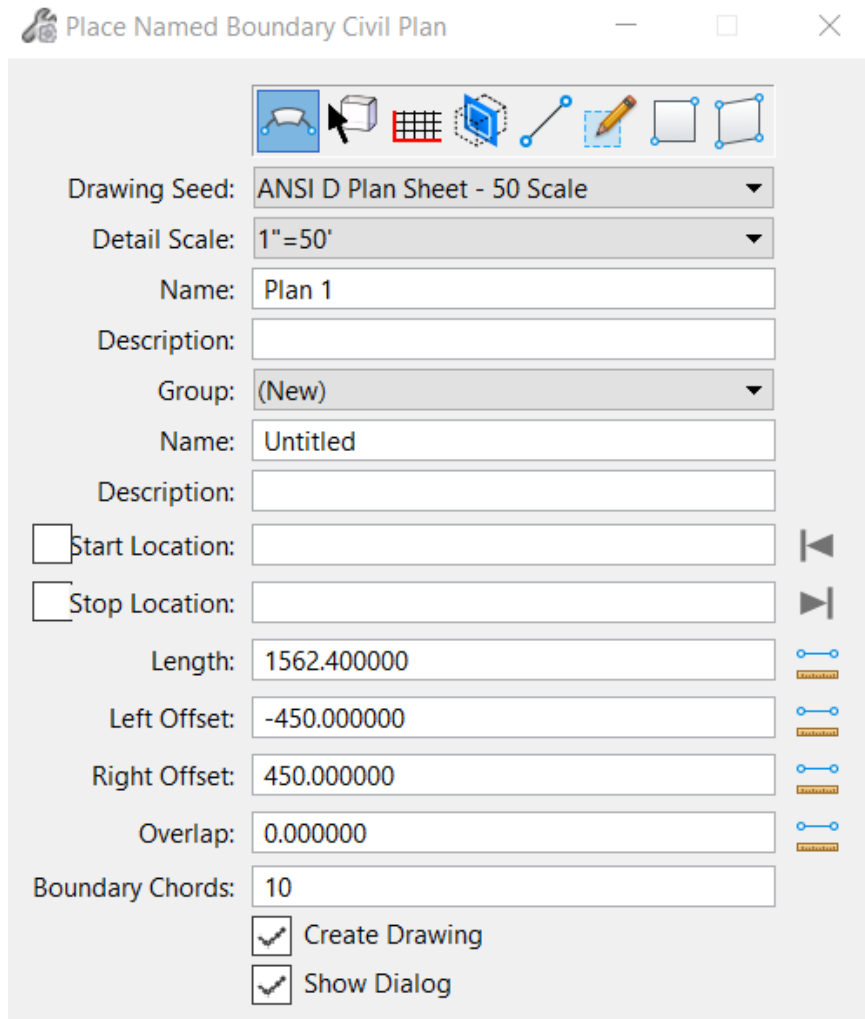 Place Named Boundary Civil Plan
Drawing Seed: ANSI D Plan Sheet - 50 Scale
Detail Scale: 1"=50'
Name: Plan 1
Description:
Group: (New)
Name: Untitled
Description:
Start Location:
Stop Location:
Length: 1562.400000
Left Offset: -450.000000
Right Offset: 450.000000
Overlap: 0.000000
Boundary Chords: 10
Create Drawing
Show Dialog